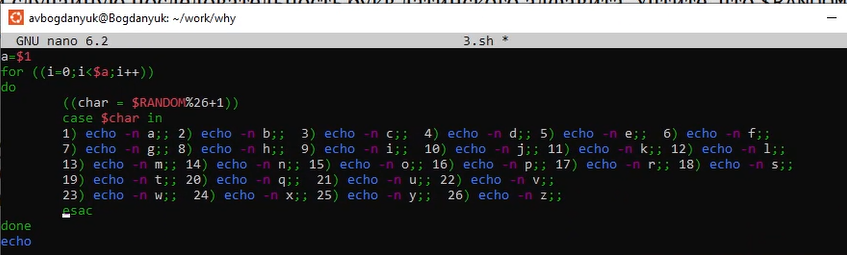 avbogdanyuk@Bogdanyuk: ~/work/why
GNU nano 6.2 3.sh *
a=$1
for ((i=0;i<$a;i++))
do
((char = $RANDOM%26+1))
case $char in
1) echo -n a;; 2) echo -n b;; 3) echo -n c;; 4) echo -n d;; 5) echo -n e;; 6) echo -n f;;
7) echo -n g;; 8) echo -n h;; 9) echo -n i;; 10) echo -n j;; 11) echo -n k;; 12) echo -n l;;
13) echo -n m;; 14) echo -n n;; 15) echo -n o;; 16) echo -n p;; 17) echo -n r;; 18) echo -n s;;
19) echo -n t;; 20) echo -n q;; 21) echo -n u;; 22) echo -n v;;
23) echo -n w;; 24) echo -n x;; 25) echo -n y;; 26) echo -n z;;
esac
done
echo